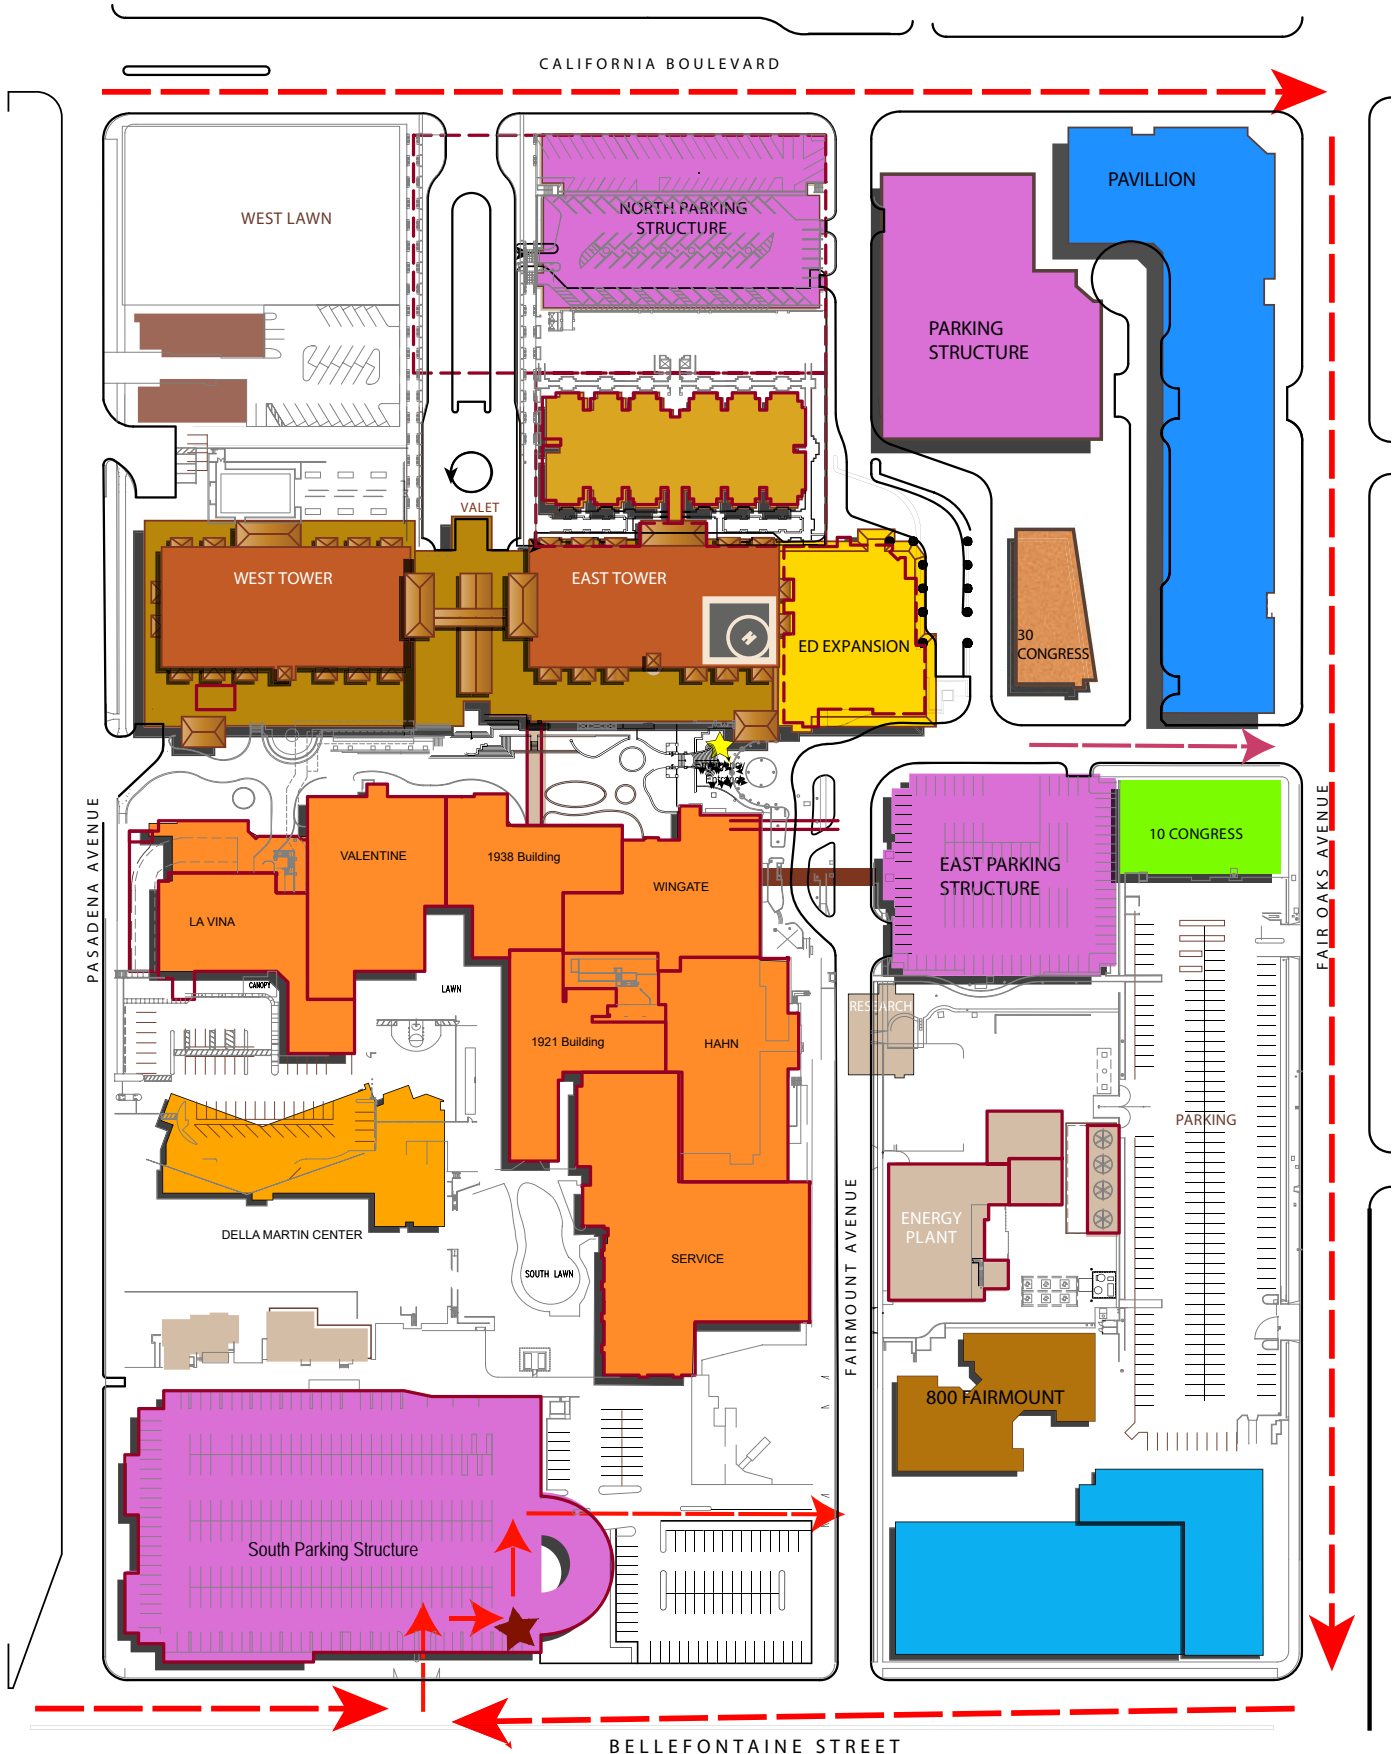 CALIFORNIA BOULEVARD
PAVILLION
WEST LAWN
NORTH PARKING
STRUCTURE
PARKING
STRUCTURE
VALET
WEST TOWER
EAST TOWER
H
ED EXPANSION
30
CONGRESS
Entrance
PASADENA AVENUE
FAIR OAKS AVENUE
10 CONGRESS
VALENTINE
1938 Building
WINGATE
EAST PARKING
STRUCTURE
LA VINA
CANOPY
LAWN
RESEARCH
1921 Building
HAHN
PARKING
DELLA MARTIN CENTER
FAIRMOUNT AVENUE
ENERGY
PLANT
SOUTH LAWN
SERVICE
800 FAIRMOUNT
South Parking Structure
BELLEFONTAINE STREET